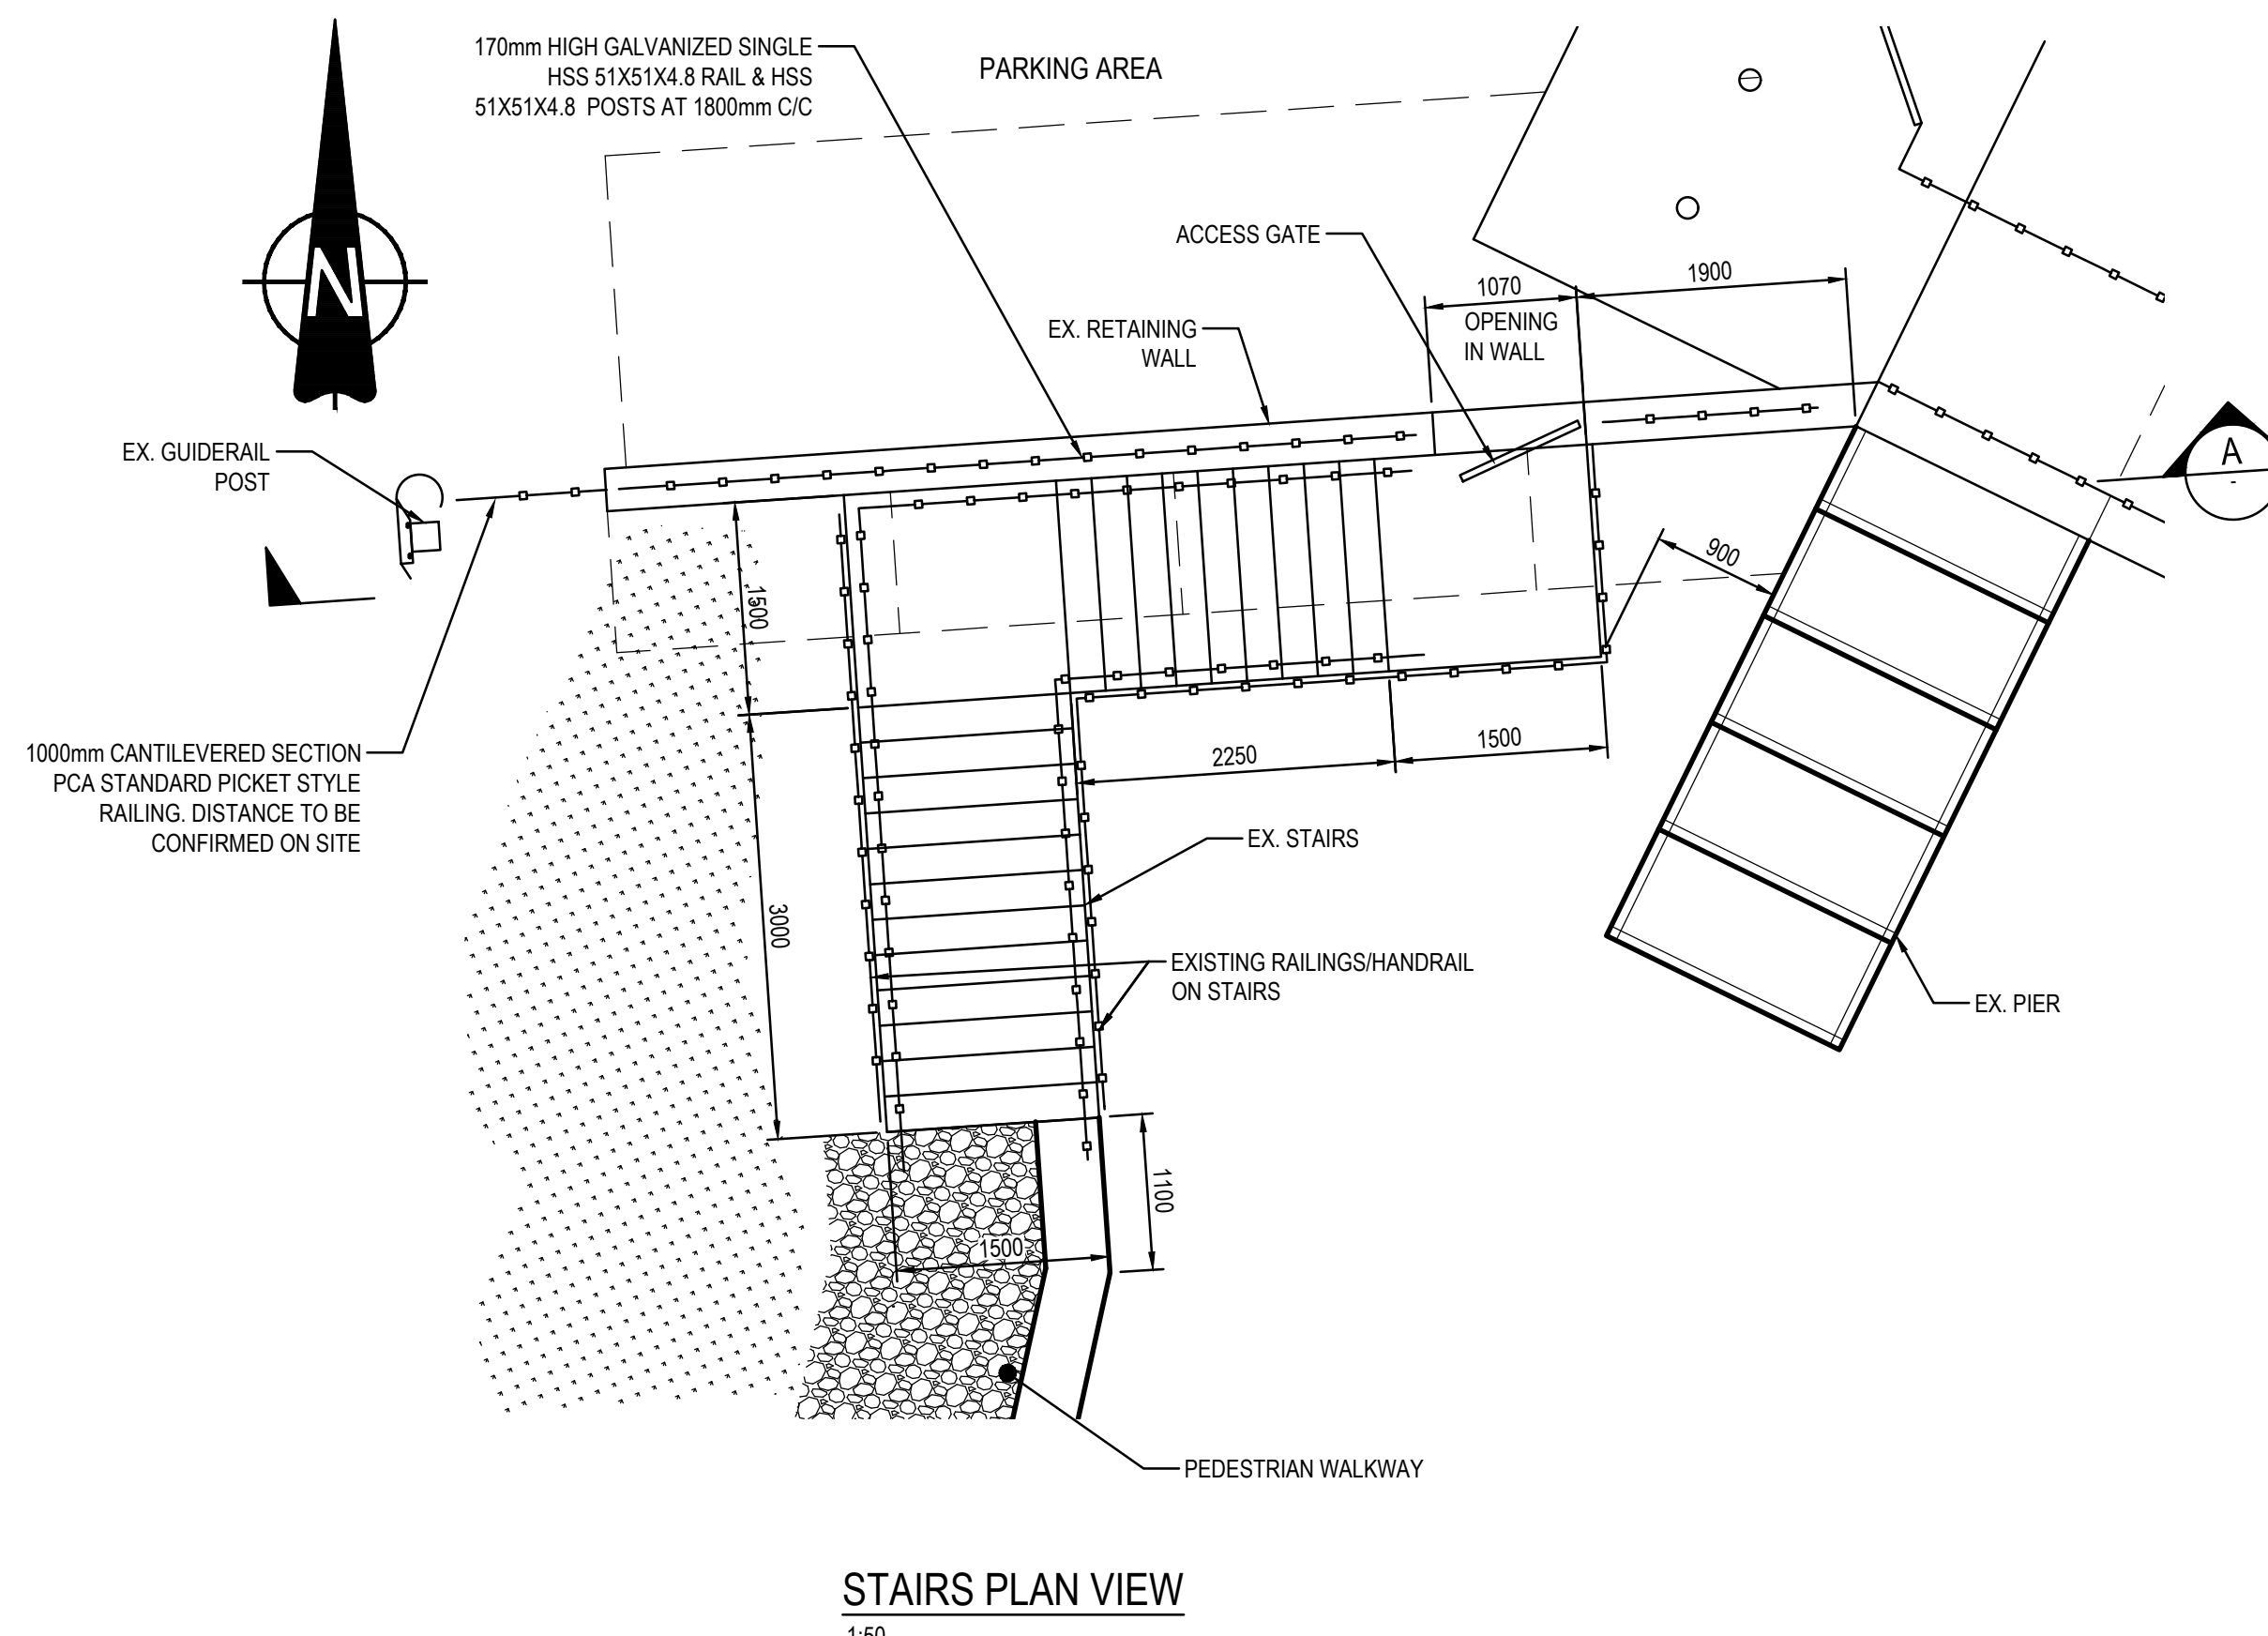 170mm HIGH GALVANIZED SINGLE
HSS 51X51X4.8 RAIL & HSS
51X51X4.8 POSTS AT 1800mm C/C
PARKING AREA
N
ACCESS GATE
1070
1900
OPENING
IN WALL
EX. RETAINING
WALL
EX. GUIDERAIL
POST
A
-
900
1500
1000mm CANTILEVERED SECTION
PCA STANDARD PICKET STYLE
RAILING. DISTANCE TO BE
CONFIRMED ON SITE
2250
1500
EX. STAIRS
3000
EXISTING RAILINGS/HANDRAIL
ON STAIRS
EX. PIER
1100
1500
PEDESTRIAN WALKWAY
STAIRS PLAN VIEW
1:50